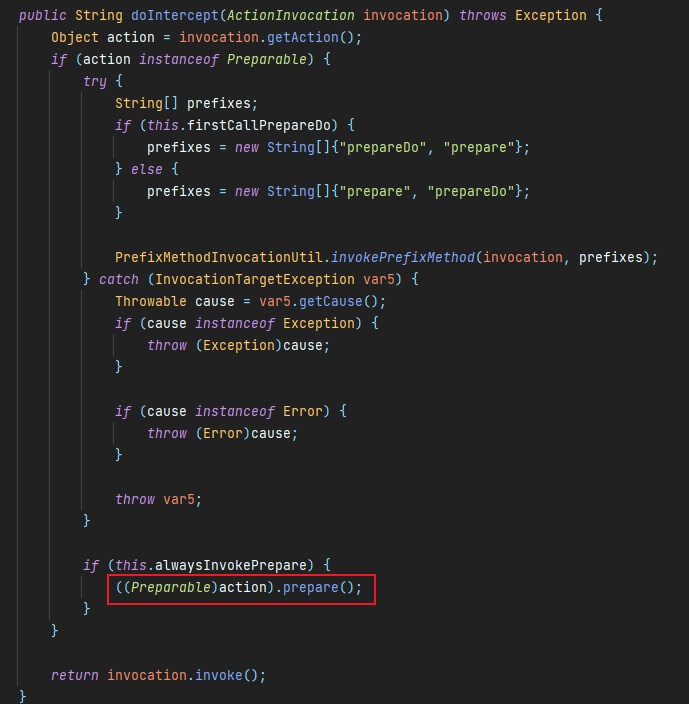 public String doIntercept(ActionInvocation invocation) throws Exception {
Object action = invocation.getAction();
if (action instanceof Preparable) {
try {
String[] prefixes;
if (this.firstCallPrepareDo) {
prefixes = new String[]{"prepareDo", "prepare"};
} else {
prefixes = new String[]{"prepare", "prepareDo"};
}
PrefixMethodInvocationUtil.invokePrefixMethod(invocation, prefixes);
} catch (InvocationTargetException var5) {
Throwable cause = var5.getCause();
if (cause instanceof Exception) {
throw (Exception)cause;
}
if (cause instanceof Error) {
throw (Error)cause;
}
throw var5;
}
if (this.alwaysInvokePrepare) {
((Preparable)action).prepare();
}
}
return invocation.invoke();
}